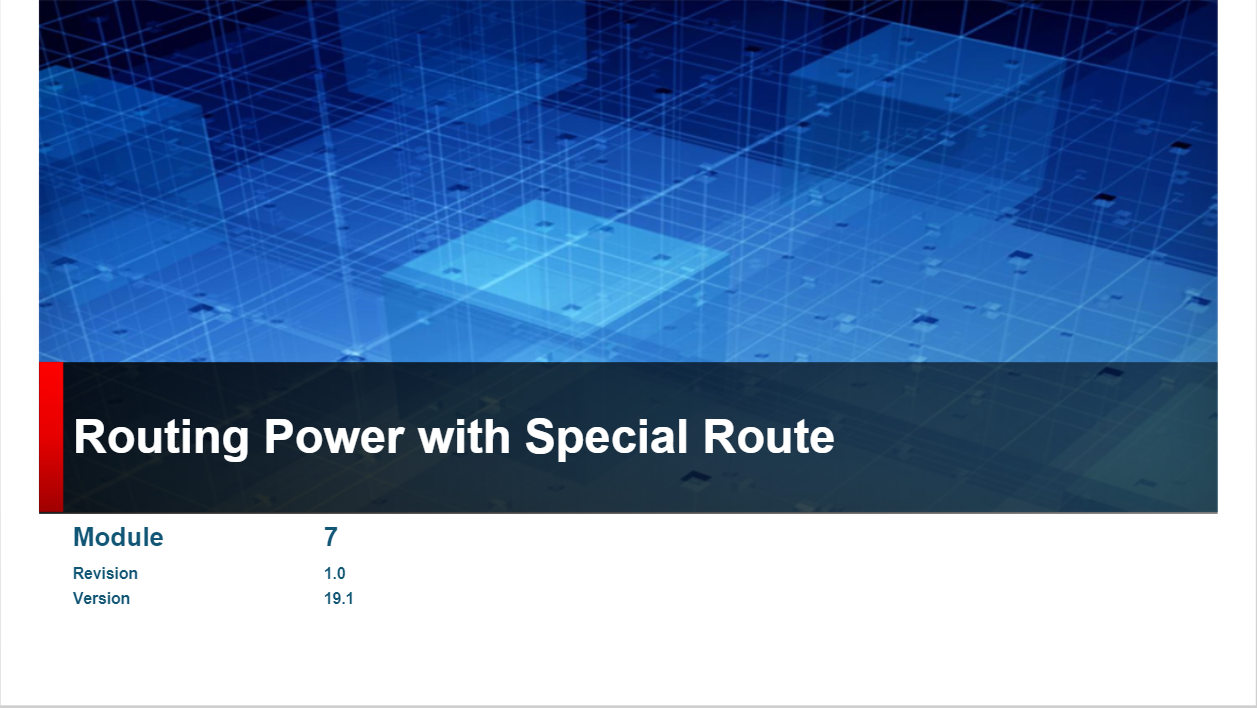 Routing Power with Special Route
Module 7
Revision 1.0
Version 19.1